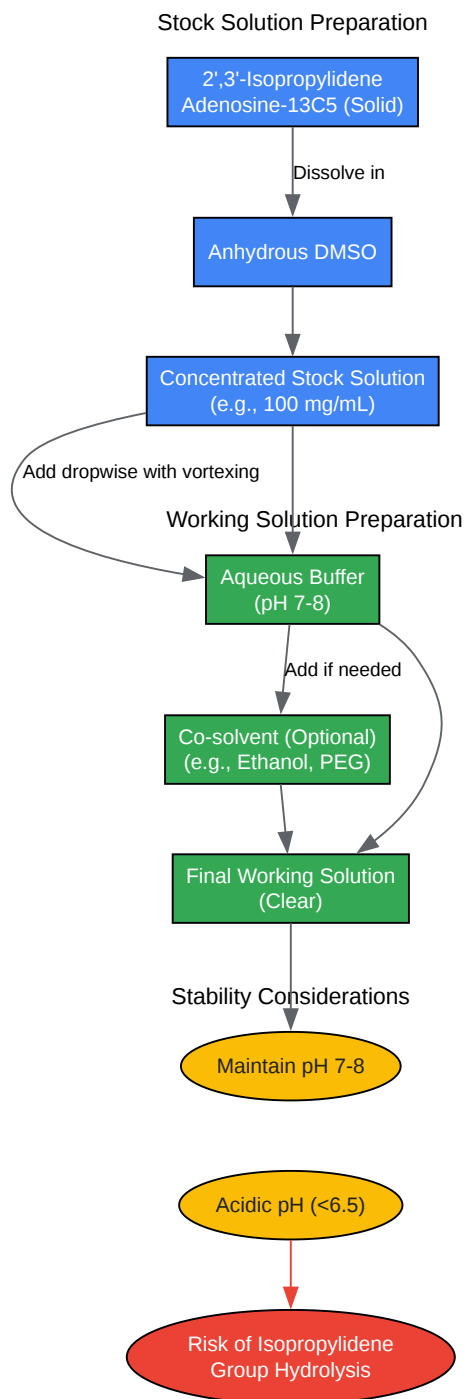 Stock Solution Preparation
2',3'-Isopropylidene
Adenosine-13C5 (Solid)
Dissolve in
Anhydrous DMSO
Concentrated Stock Solution
(e.g., 100 mg/mL)
Add dropwise with vortexing
Working Solution Preparation
Aqueous Buffer
(pH 7-8)
Add if needed
Co-solvent (Optional)
(e.g., Ethanol, PEG)
Final Working Solution
(Clear)
Stability Considerations
Maintain pH 7-8
Acidic pH (<6.5)
Risk of Isopropylidene
Group Hydrolysis